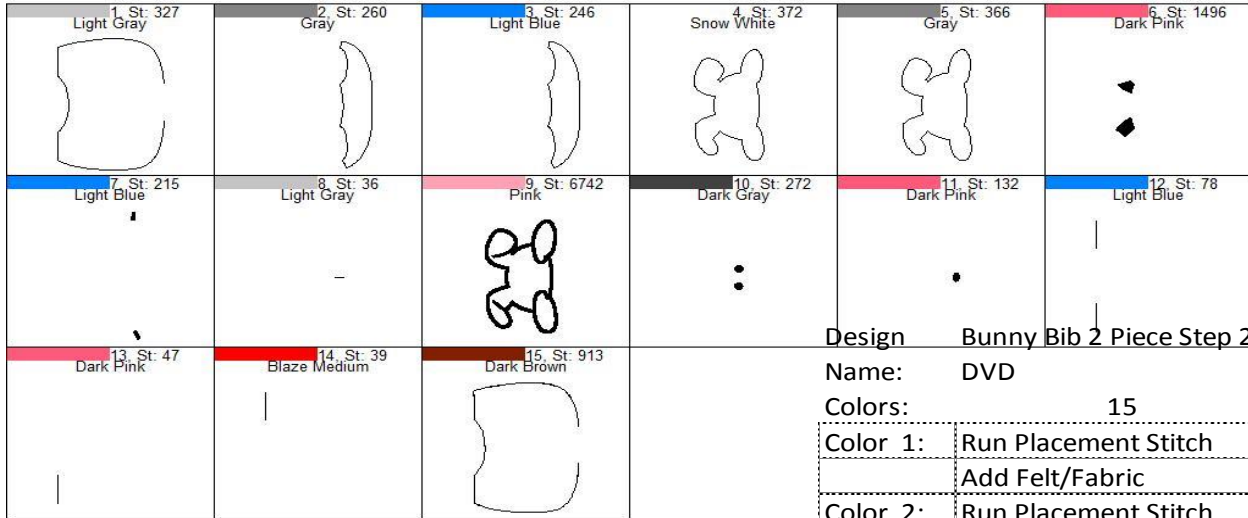 1, St: 327
Light Gray
2, St: 260
Gray
3, St: 246
Light Blue
4, St: 372
Snow White
5, St: 366
Gray
6, St: 1496
Dark Pink
7, St: 215
Light Blue
8, St: 36
Light Gray
9, St: 6742
Pink
10, St: 272
Dark Gray
11, St: 132
Dark Pink
12, St: 78
Light Blue
13, St: 47
Dark Pink
14, St: 39
Blaze Medium
15, St: 913
Dark Brown
Design Bunny Bib 2 Piece Step 2
Name: DVD
Colors: 15
Color 1: Run Placement Stitch
Add Felt/Fabric
Color 2: Run Placement Stitch